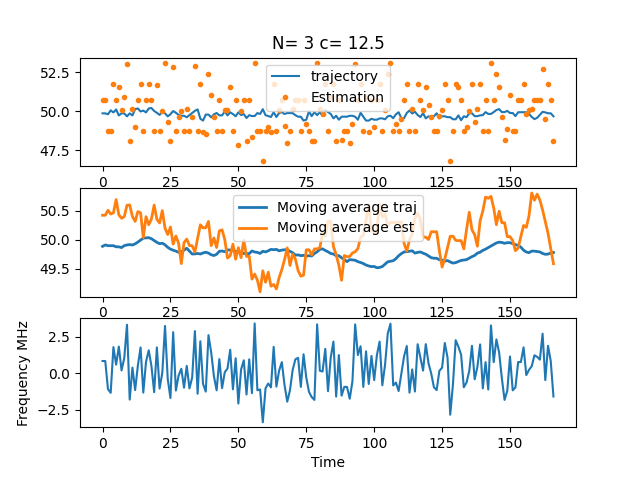 N= 3 c= 12.5
52.5
50.0
47.5
trajectory
Estimation
0 25 50 75 100 125 150
50.5
50.0
49.5
Moving average traj
Moving average est
0 25 50 75 100 125 150
Frequency MHz
2.5
0.0
−2.5
0 25 50 75 100 125 150
Time